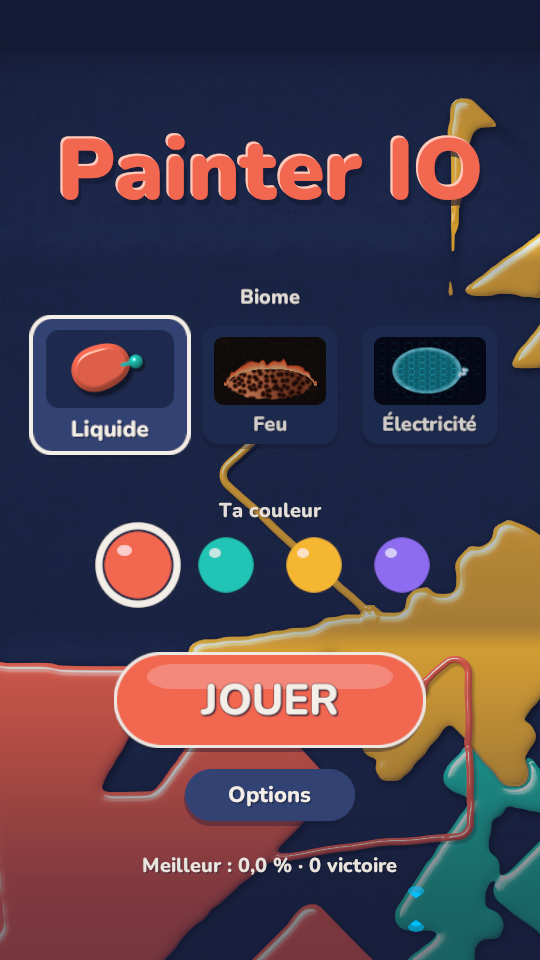 Painter IO
Biome
Liquide
Feu
Électricité
Ta couleur
JOUER
Options
Meilleur : 0,0 % · 0 victoire